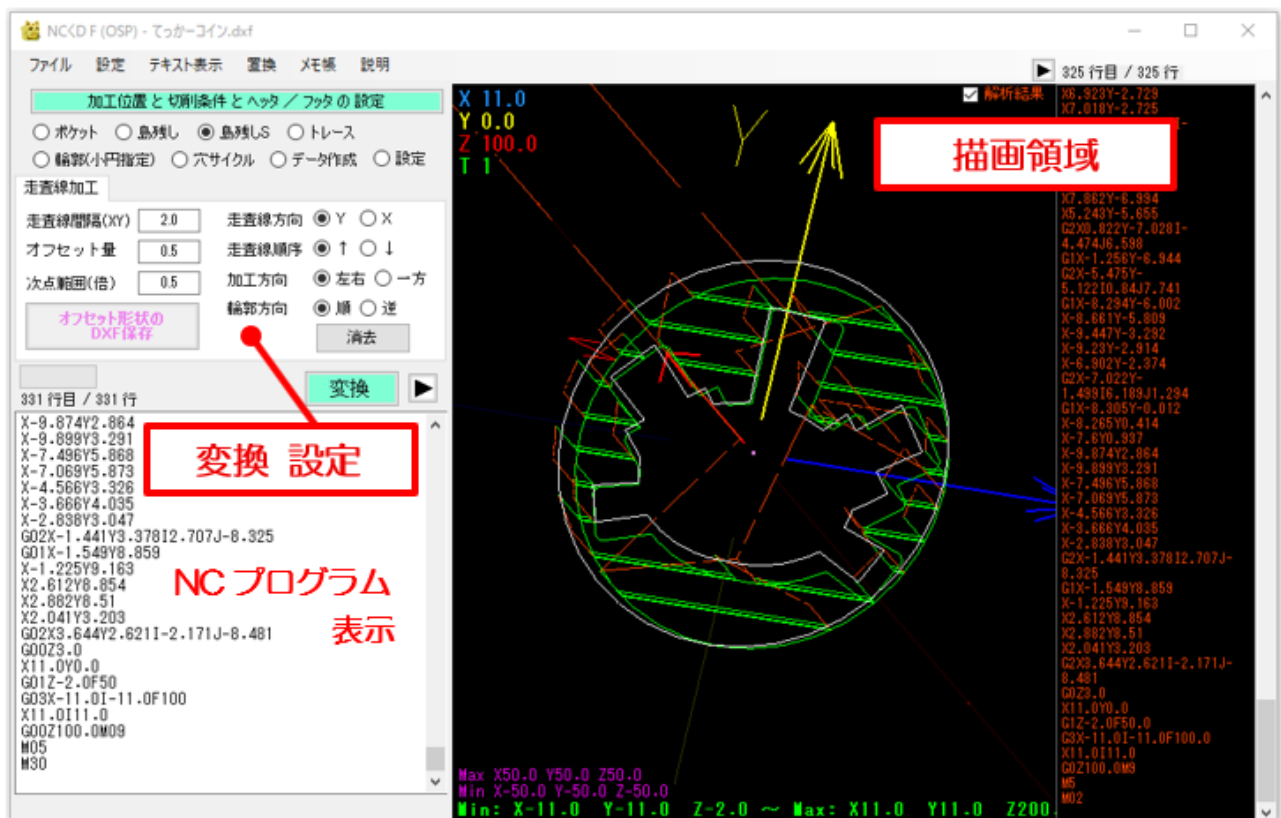 NC<D F (OSP) - てっかーコイン.dxf
ファイル 設定 テキスト表示 置換 メモ帳 説明
加工位置 と 切削条件 と ヘッダ / フッタ の 設定
ポケット 島残し 島残しS トレース
輪郭(小円指定) 穴サイクル データ作成 設定
走査線加工
走査線間隔(XY) 2.0 走査線方向 Y X
オフセット量 0.5 走査線順序 ↑ ↓
次点範囲(倍) 0.5 加工方向 左右 一方
輪郭方向 順 逆
オフセット形状の
DXF保存
消去
変換
331 行目 / 331 行
変換 設定
X-9.874Y2.864
X-9.899Y3.291
X-7.496Y5.868
X-7.069Y5.873
X-4.566Y3.326
X-3.666Y4.035
X-2.838Y3.047
G02X-1.441Y3.378I2.707J-8.325
G01X-1.549Y8.859
X-1.225Y9.163
X2.612Y8.854
X2.882Y8.51
X2.041Y3.203
G02X3.644Y2.621I-2.171J-8.481
G00Z3.0
X11.0Y0.0
G01Z-2.0F50
G03X-11.0I-11.0F100
X11.0I11.0
G00Z100.0M09
M05
M30
NC プログラム
表示
X 11.0
Y 0.0
Z 100.0
T 1
解析結果
描画領域
Y
Max X50.0 Y50.0 Z50.0
Min X-50.0 Y-50.0 Z-50.0
Min: X-11.0 Y-11.0 Z-2.0 ~ Max: X11.0 Y11.0 Z200.
325 行目 / 325 行
X6.923Y-2.729
X7.018Y-2.725
X7.862Y-6.994
X5.243Y-5.655
G2X0.822Y-7.028I-
4.474J6.598
G1X-1.256Y-6.944
G2X-5.475Y-
5.122I0.84J7.741
G1X-8.294Y-6.002
X-8.661Y-5.809
X-9.447Y-3.292
X-9.23Y-2.914
X-6.902Y-2.374
G2X-7.022Y-
1.499I6.189J1.294
G1X-8.305Y-0.012
X-8.265Y0.414
X-7.6Y0.937
X-9.874Y2.864
X-9.899Y3.291
X-7.496Y5.868
X-7.069Y5.873
X-4.566Y3.326
X-3.666Y4.035
X-2.838Y3.047
G2X-1.441Y3.378I2.707J-
8.325
G1X-1.549Y8.859
X-1.225Y9.163
X2.612Y8.854
X2.882Y8.51
X2.041Y3.203
G2X3.644Y2.621I-2.171J-
8.481
G0Z3.0
X11.0Y0.0
G1Z-2.0F50.0
G3X-11.0I-11.0F100.0
X11.0I11.0
G0Z100.0M9
M5
M02